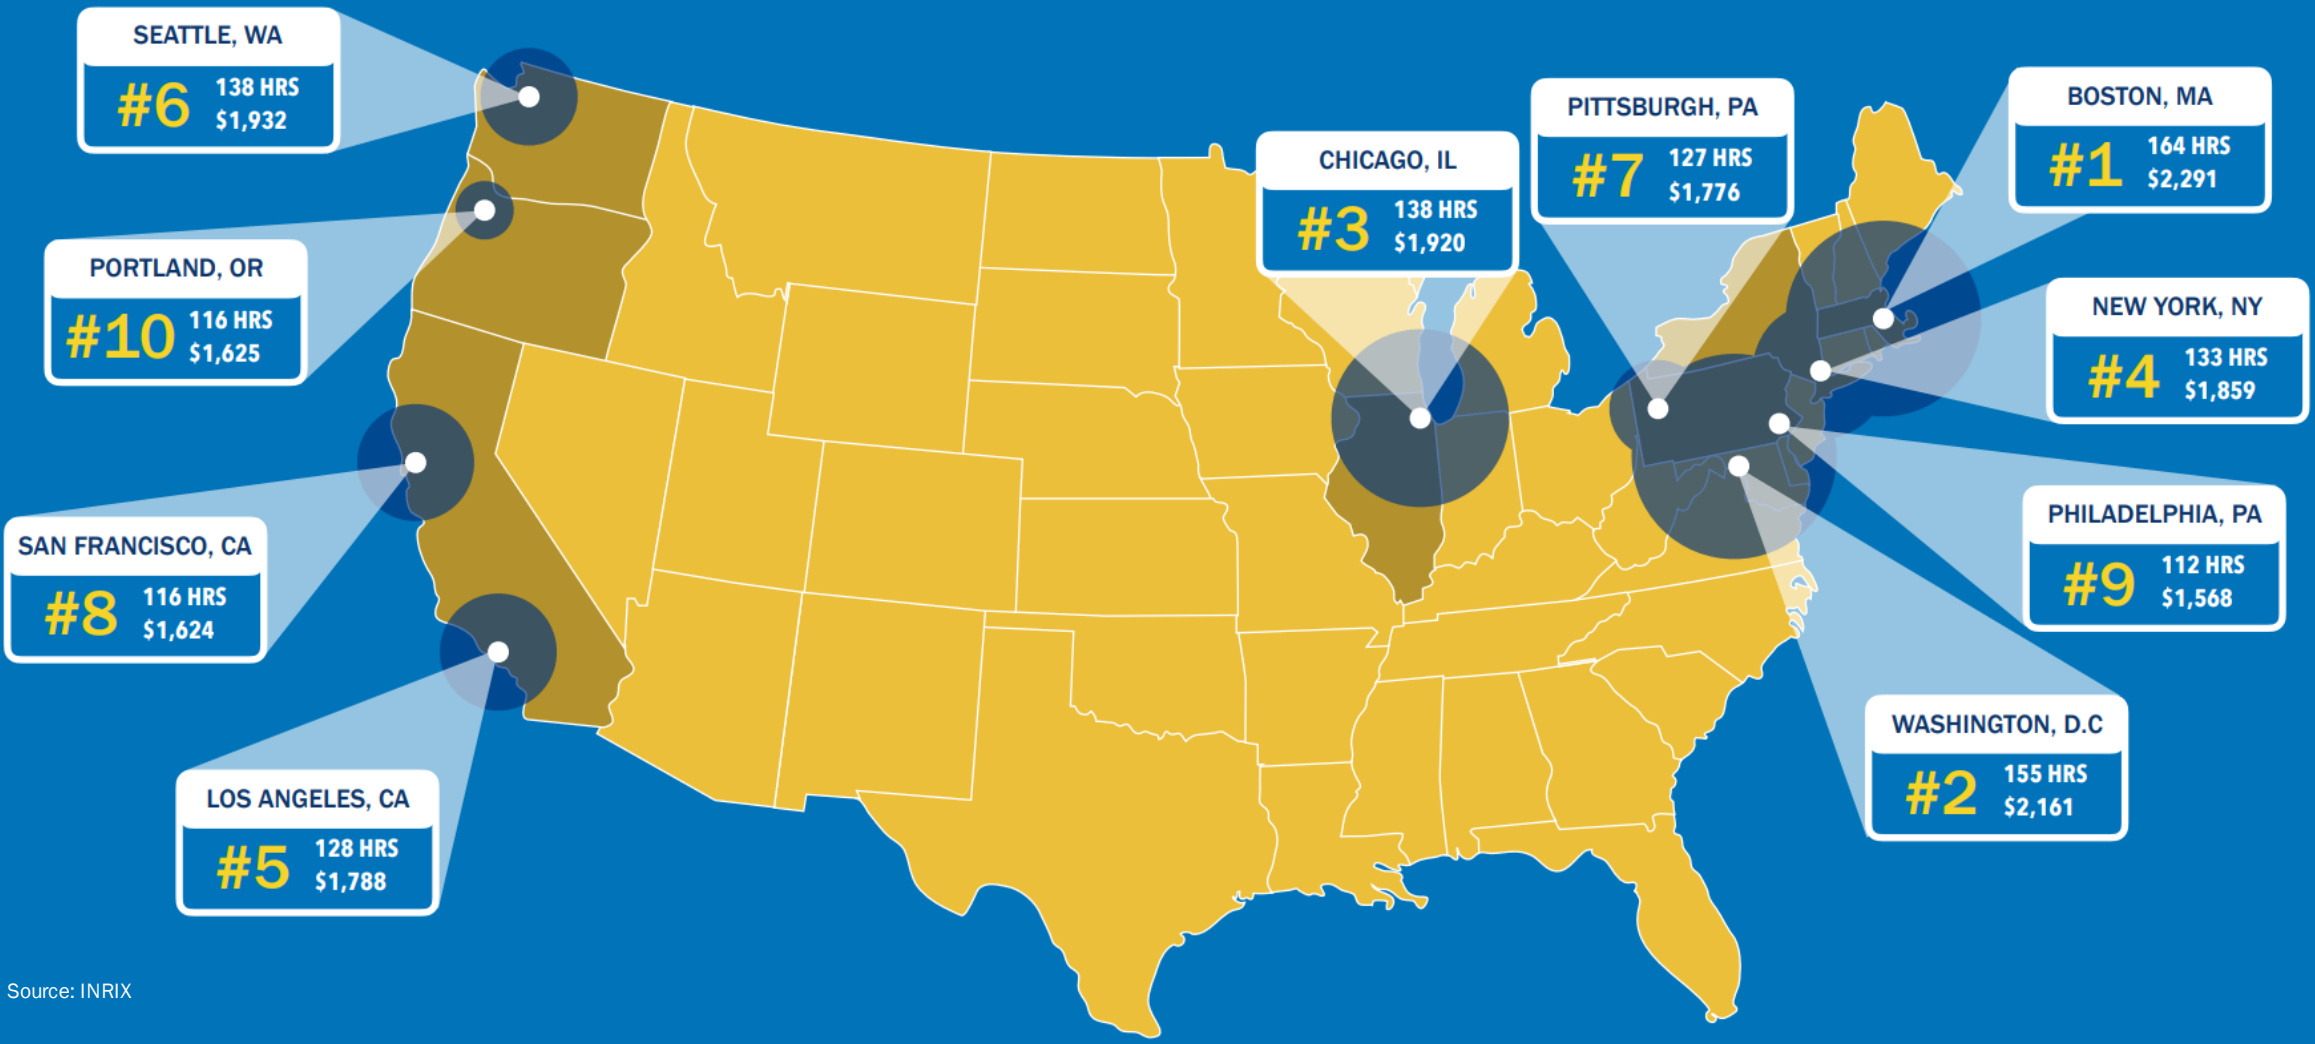 SEATTLE, WA
#6
138 HRS
$1,932
PORTLAND, OR
#10
116 HRS
$1,625
SAN FRANCISCO, CA
#8
116 HRS
$1,624
LOS ANGELES, CA
#5
128 HRS
$1,788
CHICAGO, IL
#3
138 HRS
$1,920
PITTSBURGH, PA
#7
127 HRS
$1,776
BOSTON, MA
#1
164 HRS
$2,291
NEW YORK, NY
#4
133 HRS
$1,859
PHILADELPHIA, PA
#9
112 HRS
$1,568
WASHINGTON, D.C
#2
155 HRS
$2,161
Source: INRIX